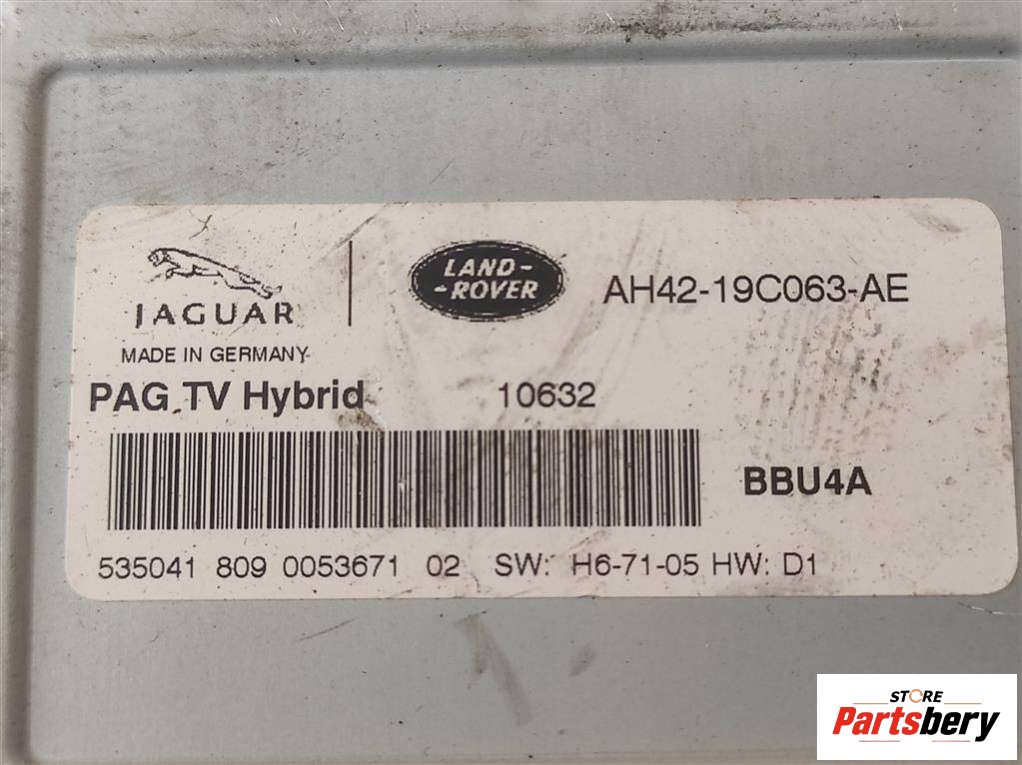 JAGUAR
LAND-
-ROVER
AH42-19C063-AE
MADE IN GERMANY
PAG TV Hybrid 10632
BBU4A
535041 809 0053671 02 SW: H6-71-05 HW: D1
STORE
Partsbery